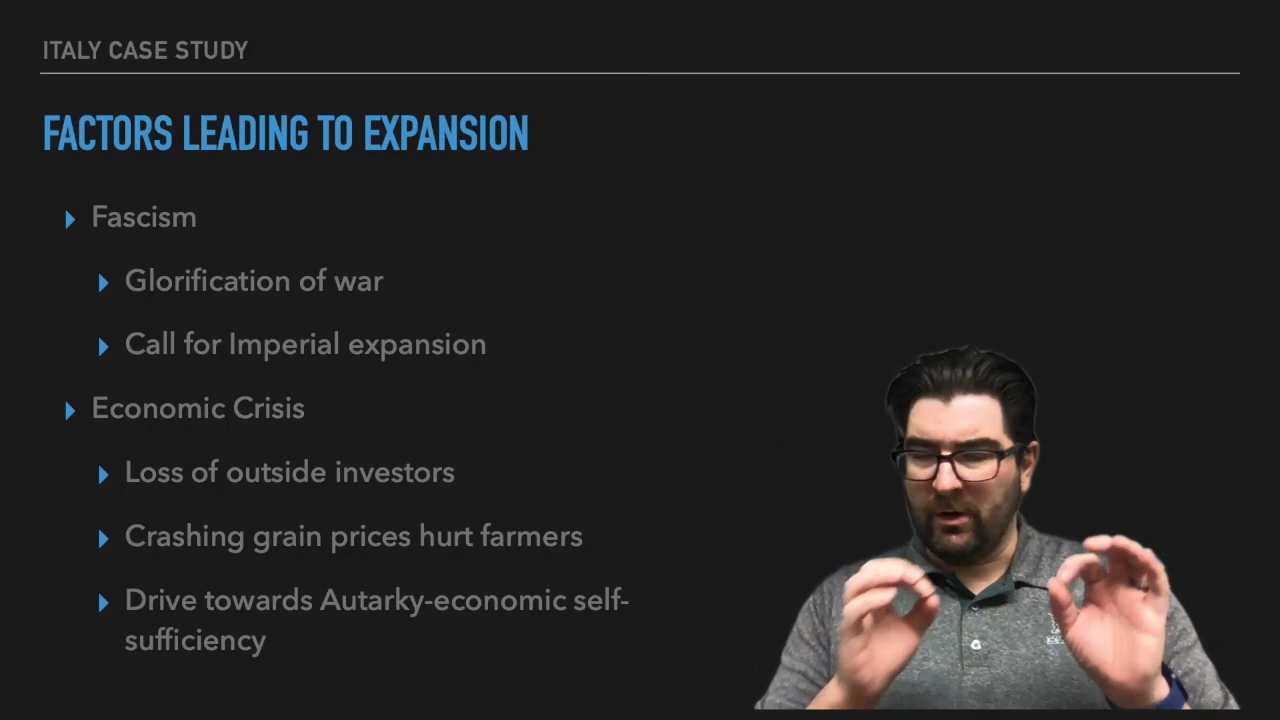 ITALY CASE STUDY
FACTORS LEADING TO EXPANSION
Fascism
Glorification of war
Call for Imperial expansion
Economic Crisis
Loss of outside investors
Crashing grain prices hurt farmers
Drive towards Autarky-economic self-
sufficiency
G